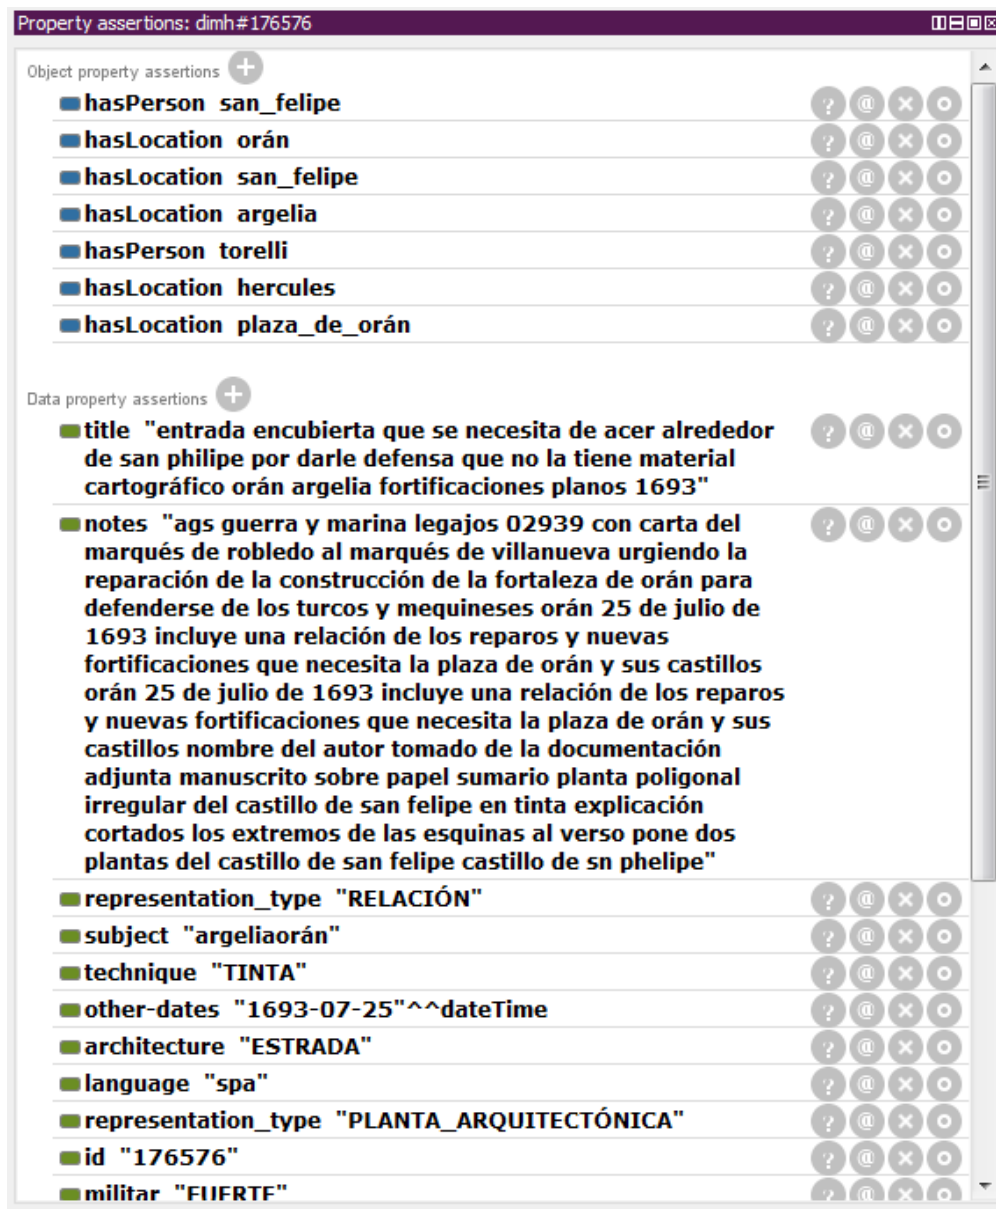 Property assertions: dimh#176576
Object property assertions
hasPerson san_felipe
hasLocation orán
hasLocation san_felipe
hasLocation argelia
hasPerson torelli
hasLocation hercules
hasLocation plaza_de_orán
Data property assertions
title "entrada encubierta que se necesita de acer alrededor
de san philipe por darle defensa que no la tiene material
cartográfico orán argelia fortificaciones planos 1693"
notes "ags guerra y marina legajos 02939 con carta del
marqués de robledo al marqués de villanueva urgiendo la
reparación de la construcción de la fortaleza de orán para
defenderse de los turcos y mequineses orán 25 de julio de
1693 incluye una relación de los reparos y nuevas
fortificaciones que necesita la plaza de orán y sus castillos
orán 25 de julio de 1693 incluye una relación de los reparos
y nuevas fortificaciones que necesita la plaza de orán y sus
castillos nombre del autor tomado de la documentación
adjunta manuscrito sobre papel sumario planta poligonal
irregular del castillo de san felipe en tinta explicación
cortados los extremos de las esquinas al verso pone dos
plantas del castillo de san felipe castillo de sn phelipe"
representation_type "RELACIÓN"
subject "argeliaorán"
technique "TINTA"
other-dates "1693-07-25"^^dateTime
architecture "ESTRADA"
language "spa"
representation_type "PLANTA_ARQUITECTÓNICA"
id "176576"
militar "FUERTE"